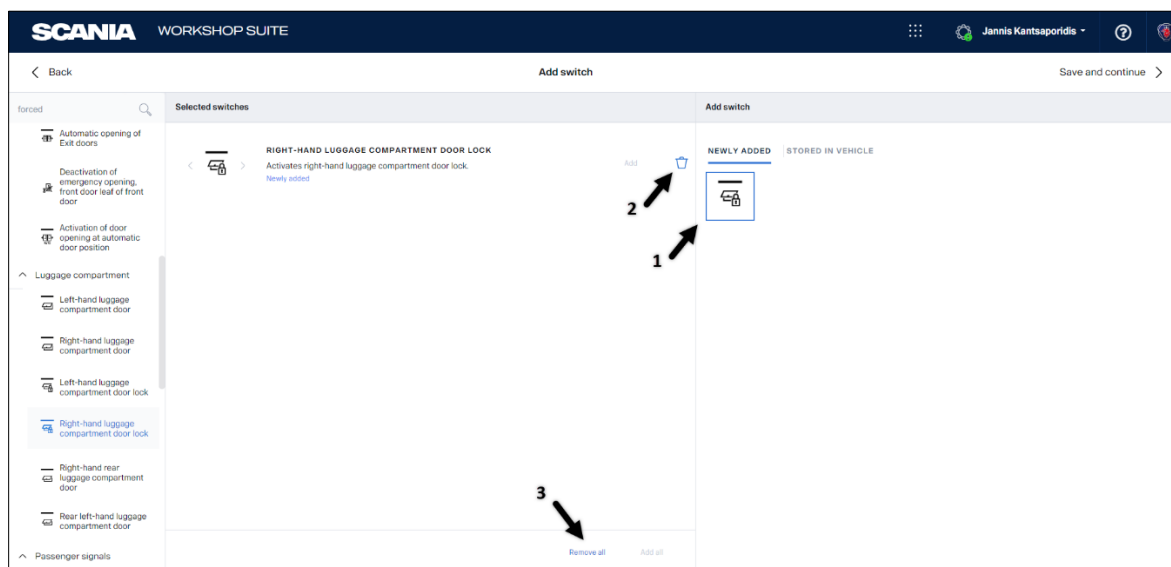 SCANIA WORKSHOP SUITE
Jannis Kantsaporidis
Back
Add switch
Save and continue
forced
Selected switches
Add switch
Automatic opening of
Exit doors
Deactivation of
emergency opening,
front door leaf of front
door
Activation of door
opening at automatic
door position
Luggage compartment
Left-hand luggage
compartment door
Right-hand luggage
compartment door
Left-hand luggage
compartment door lock
Right-hand luggage
compartment door lock
Right-hand rear
luggage compartment
door
Rear left-hand luggage
compartment door
Passenger signals
RIGHT-HAND LUGGAGE COMPARTMENT DOOR LOCK
Activates right-hand luggage compartment door lock.
Newly added
Add
2
1
3
Remove all
Add all
NEWLY ADDED
STORED IN VEHICLE